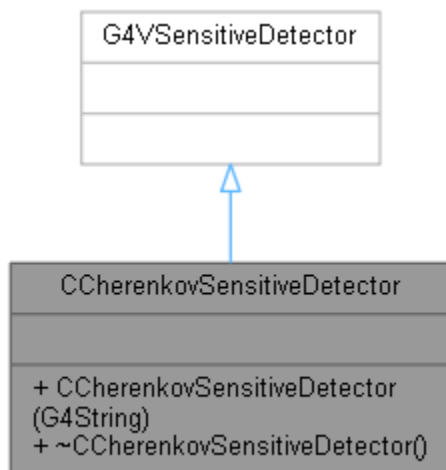 G4VSensitiveDetector
CCherenkovSensitiveDetector
+ CCherenkovSensitiveDetector
(G4String)
+ ~CCherenkovSensitiveDetector()